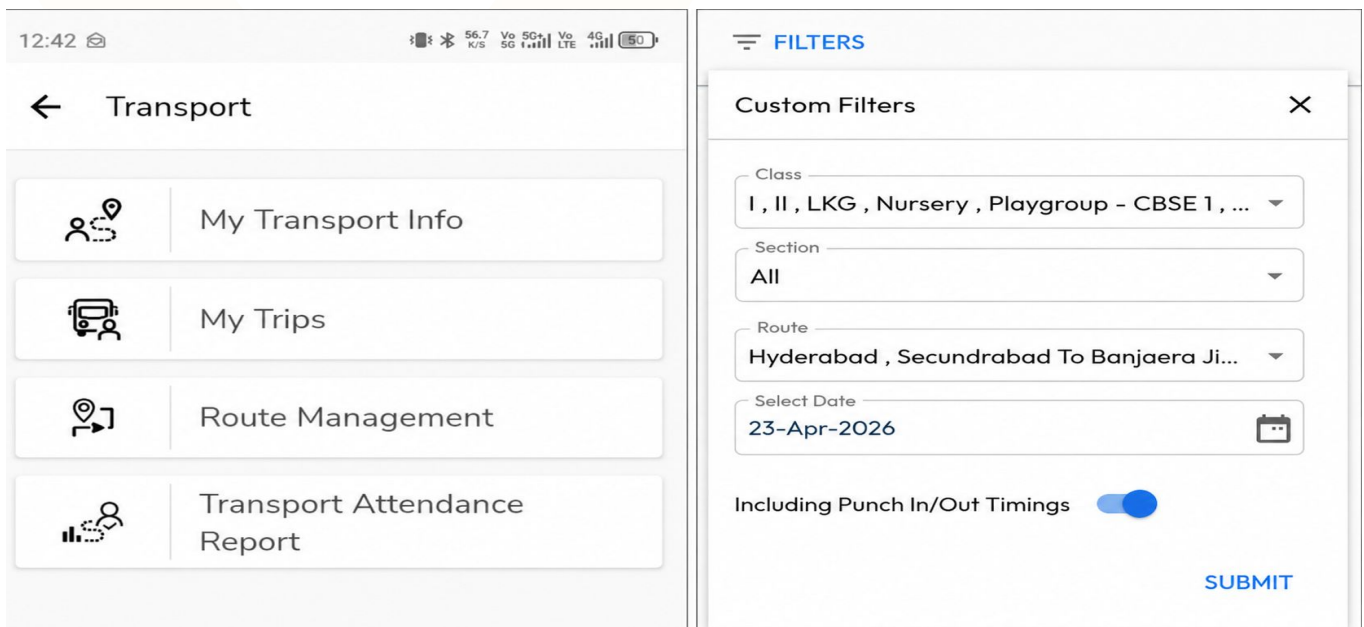 12:42
56.7 K/S Vo 5G 5G+ Vo LTE 4G 50
Transport
My Transport Info
My Trips
Route Management
Transport Attendance
Report
FILTERS
Custom Filters
Class
I , II , LKG , Nursery , Playgroup - CBSE 1 , ...
Section
All
Route
Hyderabad , Secundrabad To Banjaera Ji...
Select Date
23-Apr-2026
Including Punch In/Out Timings
SUBMIT